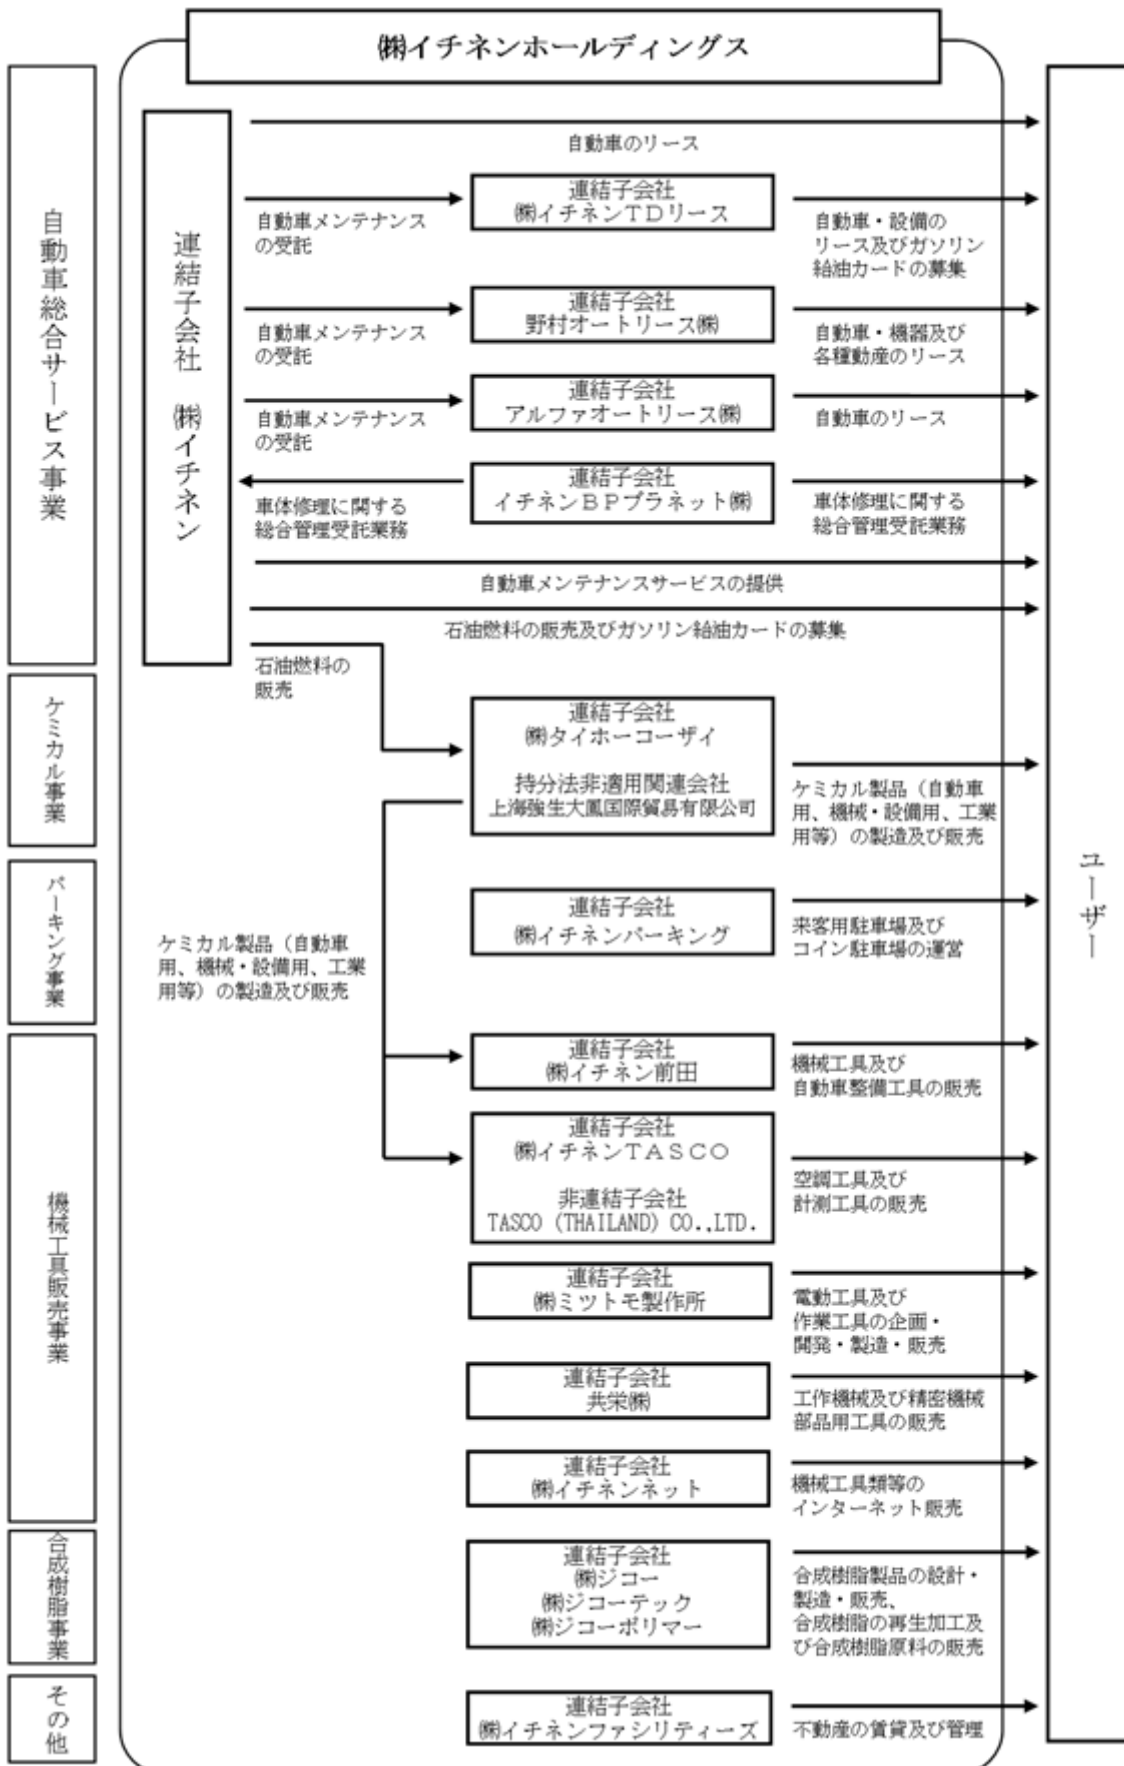 ㈱イチネンホールディングス
自動車総合サービス事業
連結子会社 ㈱イチネン
自動車のリース
自動車メンテナンス
の受託
連結子会社
㈱イチネンTDリース
自動車・設備の
リース及びガソリン
給油カードの募集
自動車メンテナンス
の受託
連結子会社
野村オートリース㈱
自動車・機器及び
各種動産のリース
自動車メンテナンス
の受託
連結子会社
アルファオートリース㈱
自動車のリース
車体修理に関する
総合管理受託業務
連結子会社
イチネンBPプラネット㈱
車体修理に関する
総合管理受託業務
自動車メンテナンスサービスの提供
石油燃料の販売及びガソリン給油カードの募集
石油燃料の
販売
ケミカル事業
連結子会社
㈱タイホーコーザイ
持分法非適用関連会社
上海強生大鳳国際貿易有限公司
ケミカル製品（自動車
用、機械・設備用、工業
用等）の製造及び販売
ユーザー
パーキング事業
連結子会社
㈱イチネンパーキング
来客用駐車場及び
コイン駐車場の運営
ケミカル製品（自動車
用、機械・設備用、工業
用等）の製造及び販売
機械工具販売事業
連結子会社
㈱イチネン前田
機械工具及び
自動車整備工具の販売
連結子会社
㈱イチネンTASCO
非連結子会社
TASCO (THAILAND) CO.,LTD.
空調工具及び
計測工具の販売
連結子会社
㈱ミツトモ製作所
電動工具及び
作業工具の企画・
開発・製造・販売
連結子会社
共栄㈱
工作機械及び精密機械
部品用工具の販売
連結子会社
㈱イチネンネット
機械工具類等の
インターネット販売
合成樹脂事業
連結子会社
㈱ジコー
㈱ジコーテック
㈱ジコーポリマー
合成樹脂製品の設計・
製造・販売、
合成樹脂の再生加工及
び合成樹脂原料の販売
その他
連結子会社
㈱イチネンファシリティーズ
不動産の賃貸及び管理